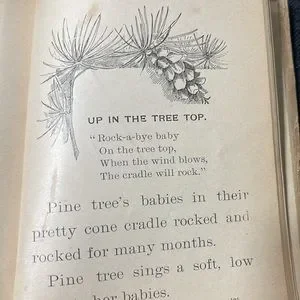 UP IN THE TREE TOP.
"Rock-a-bye baby
On the tree top,
When the wind blows,
The cradle will rock."
Pine tree's babies in their
pretty cone cradle rocked and
rocked for many months.
Pine tree sings a soft, low
her babies.